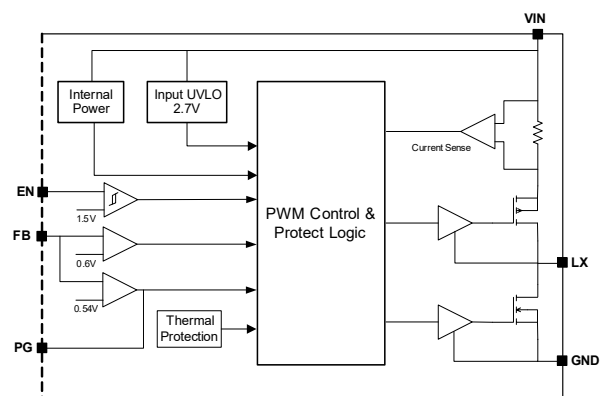 VIN
Internal
Power
Input UVLO
2.7V
Current Sense
EN
1.5V
PWM Control &
Protect Logic
FB
0.6V
LX
0.54V
Thermal
Protection
PG
GND